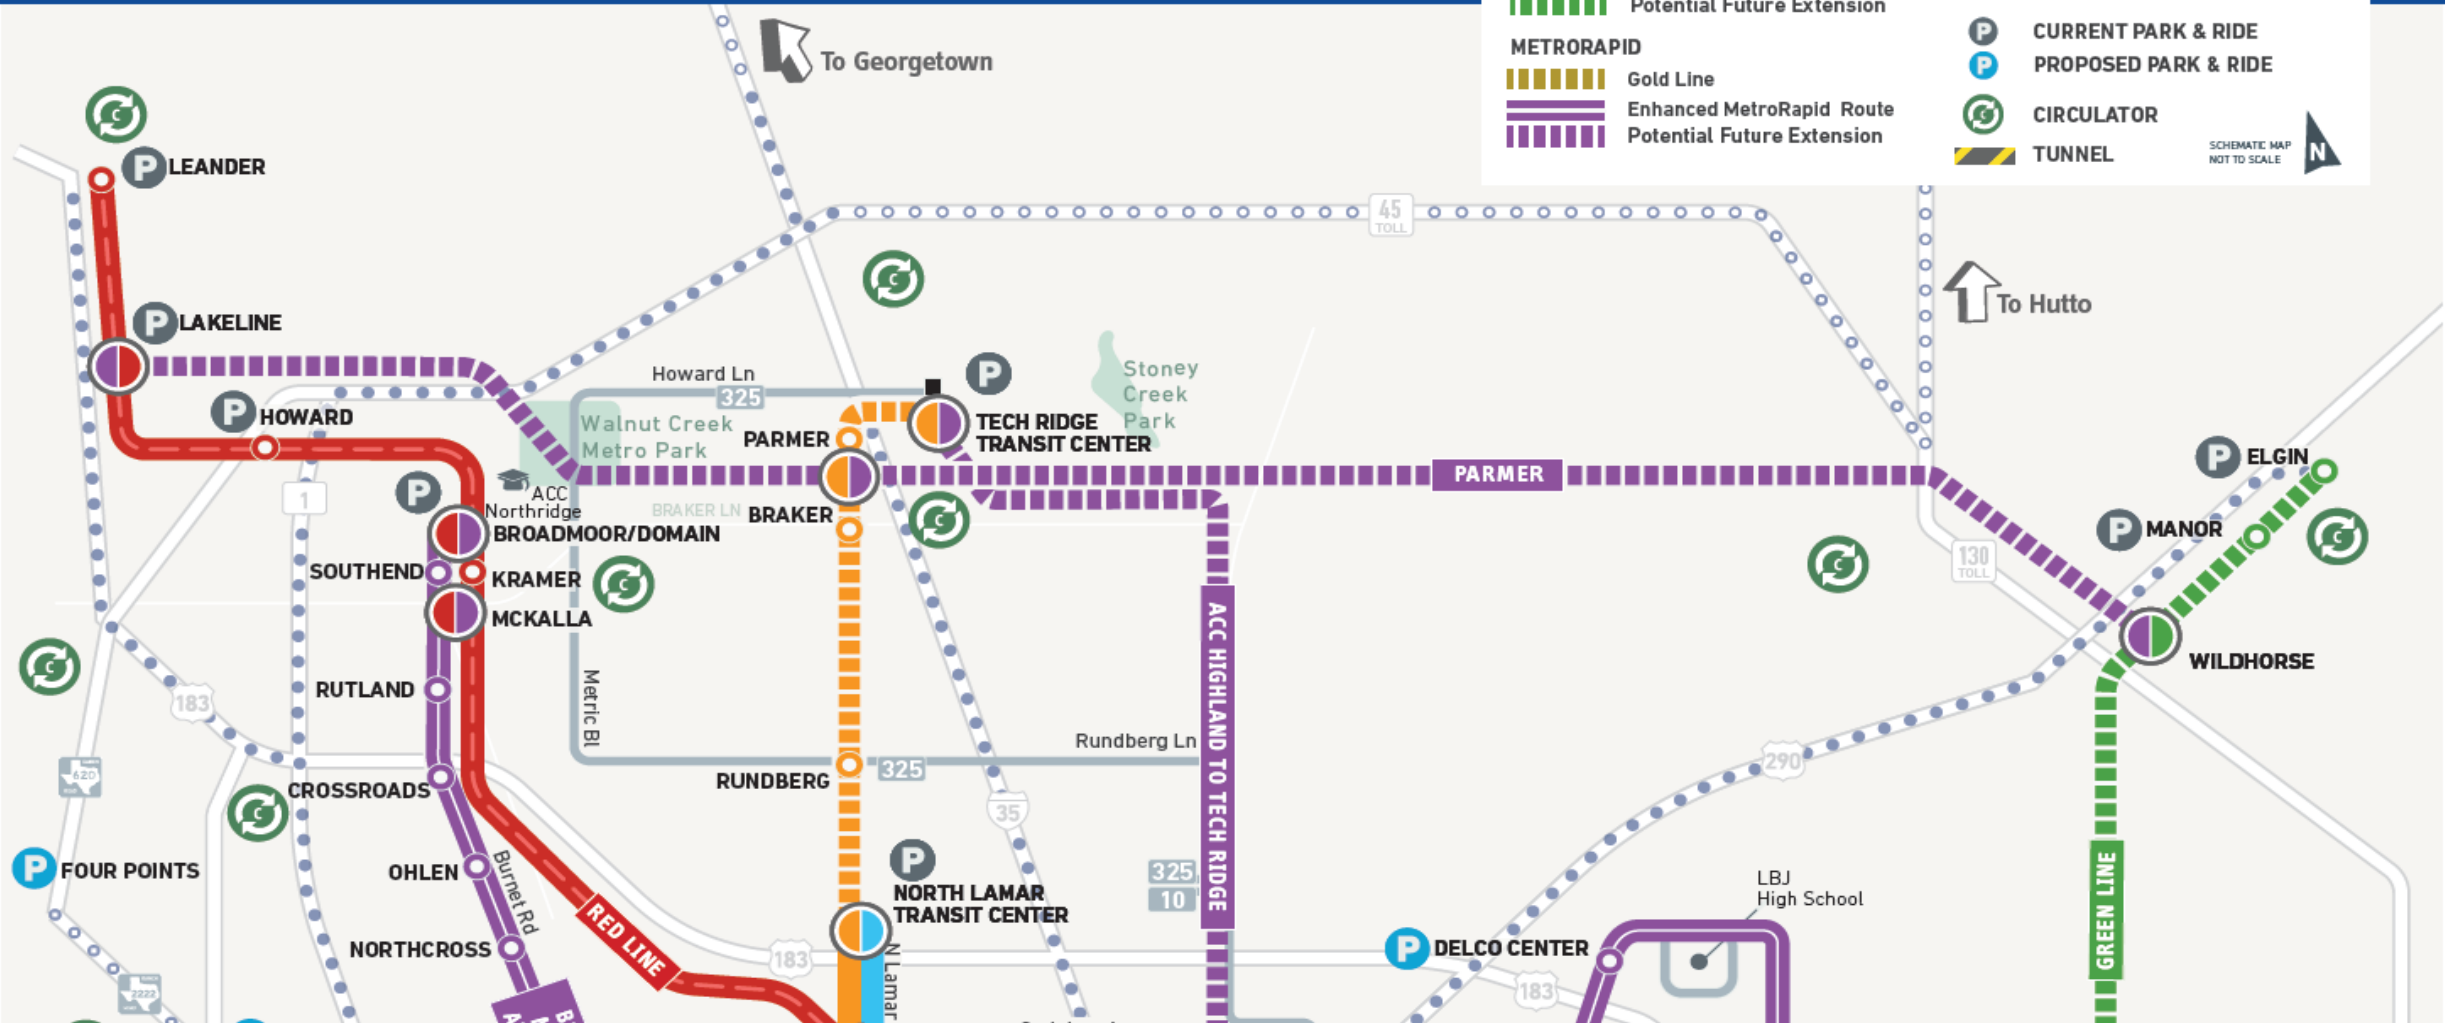 Potential Future Extension
METRORAPID
Gold Line
Enhanced MetroRapid Route
Potential Future Extension
P CURRENT PARK & RIDE
P PROPOSED PARK & RIDE
C CIRCULATOR
TUNNEL
SCHEMATIC MAP
NOT TO SCALE
N
To Georgetown
C
P LEANDER
45
TOLL
C
To Hutto
P LAKELINE
Howard Ln
325
P
Stoney
Creek
Park
P HOWARD
Walnut Creek
Metro Park
PARMER
TECH RIDGE
TRANSIT CENTER
PARMER
P ELGIN
1
P
ACC
Northridge
BRAKER LN
BRAKER
C
P MANOR
C
BROADMOOR/DOMAIN
SOUTHEND
KRAMER
C
C
130
TOLL
MCKALLA
C
WILDHORSE
RUTLAND
183
Metric Bl
ACC HIGHLAND TO TECH RIDGE
Rundberg Ln
RUNDBERG
325
290
620
CROSSROADS
C
35
P FOUR POINTS
OHLEN
Burnet Rd
P
NORTH LAMAR
TRANSIT CENTER
325
10
LBJ
High School
GREEN LINE
NORTHCROSS
RED LINE
183
N Lamar
P DELCO CENTER
183
2222